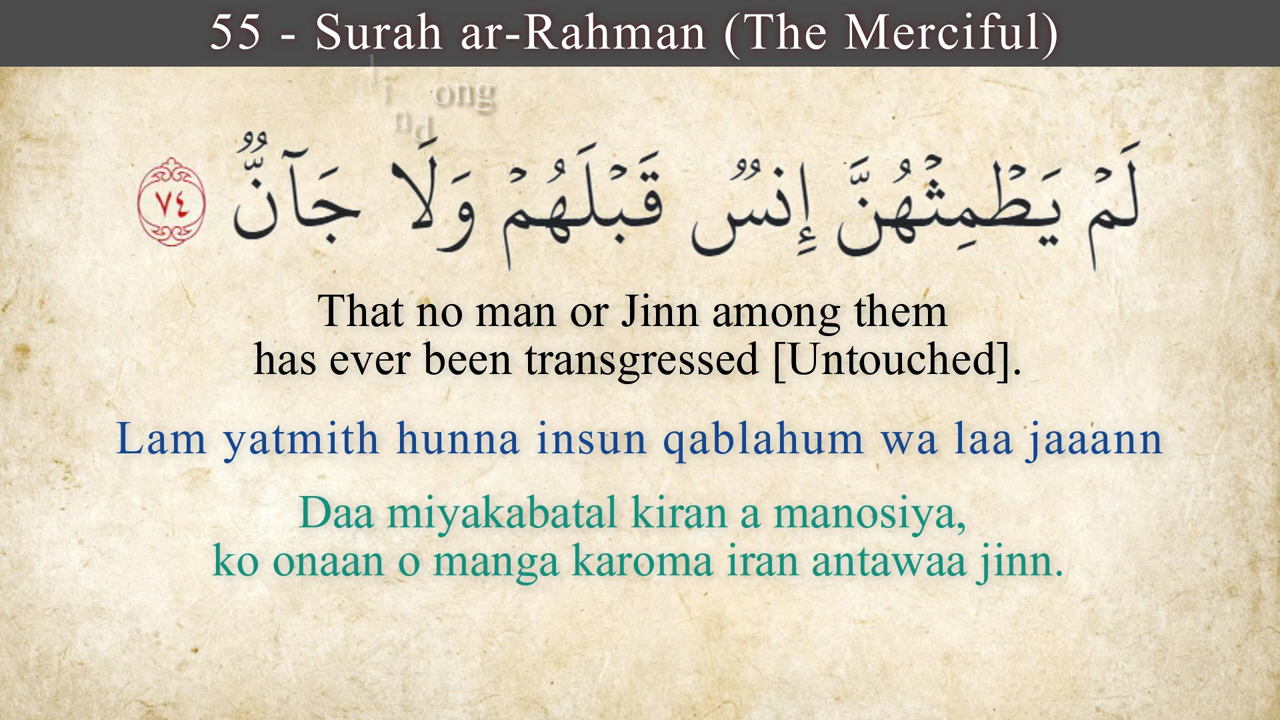 55 - Surah ar-Rahman (The Merciful)
لَمْ يَطْمِثْهُنَّ إِنسٌ قَبْلَهُمْ وَلَا جَآنٌّ ٧٤
That no man or Jinn among them
has ever been transgressed [Untouched].
Lam yatmith hunna insun qablahum wa laa jaaann
Daa miyakabatal kiran a manosiya,
ko onaan o manga karoma iran antawaa jinn.